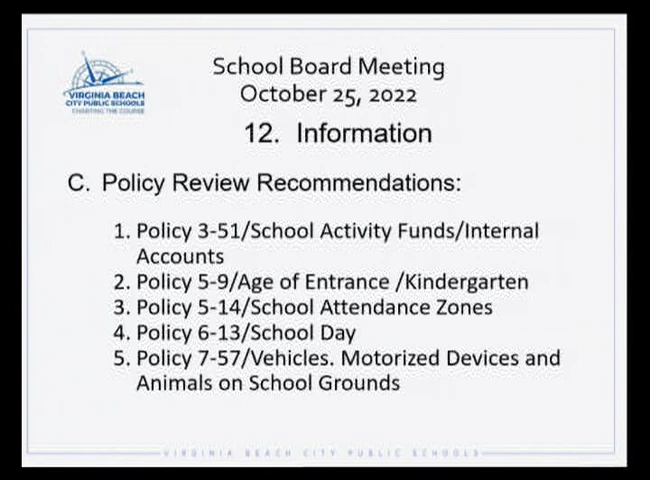 School Board Meeting
October 25, 2022
VIRGINIA BEACH
CITY PUBLIC SCHOOLS
CHARTING THE COURSE
12. Information
C. Policy Review Recommendations:
1. Policy 3-51/School Activity Funds/Internal
Accounts
2. Policy 5-9/Age of Entrance /Kindergarten
3. Policy 5-14/School Attendance Zones
4. Policy 6-13/School Day
5. Policy 7-57/Vehicles. Motorized Devices and
Animals on School Grounds
VIRGINIA BEACH CITY PUBLIC SCHOOLS